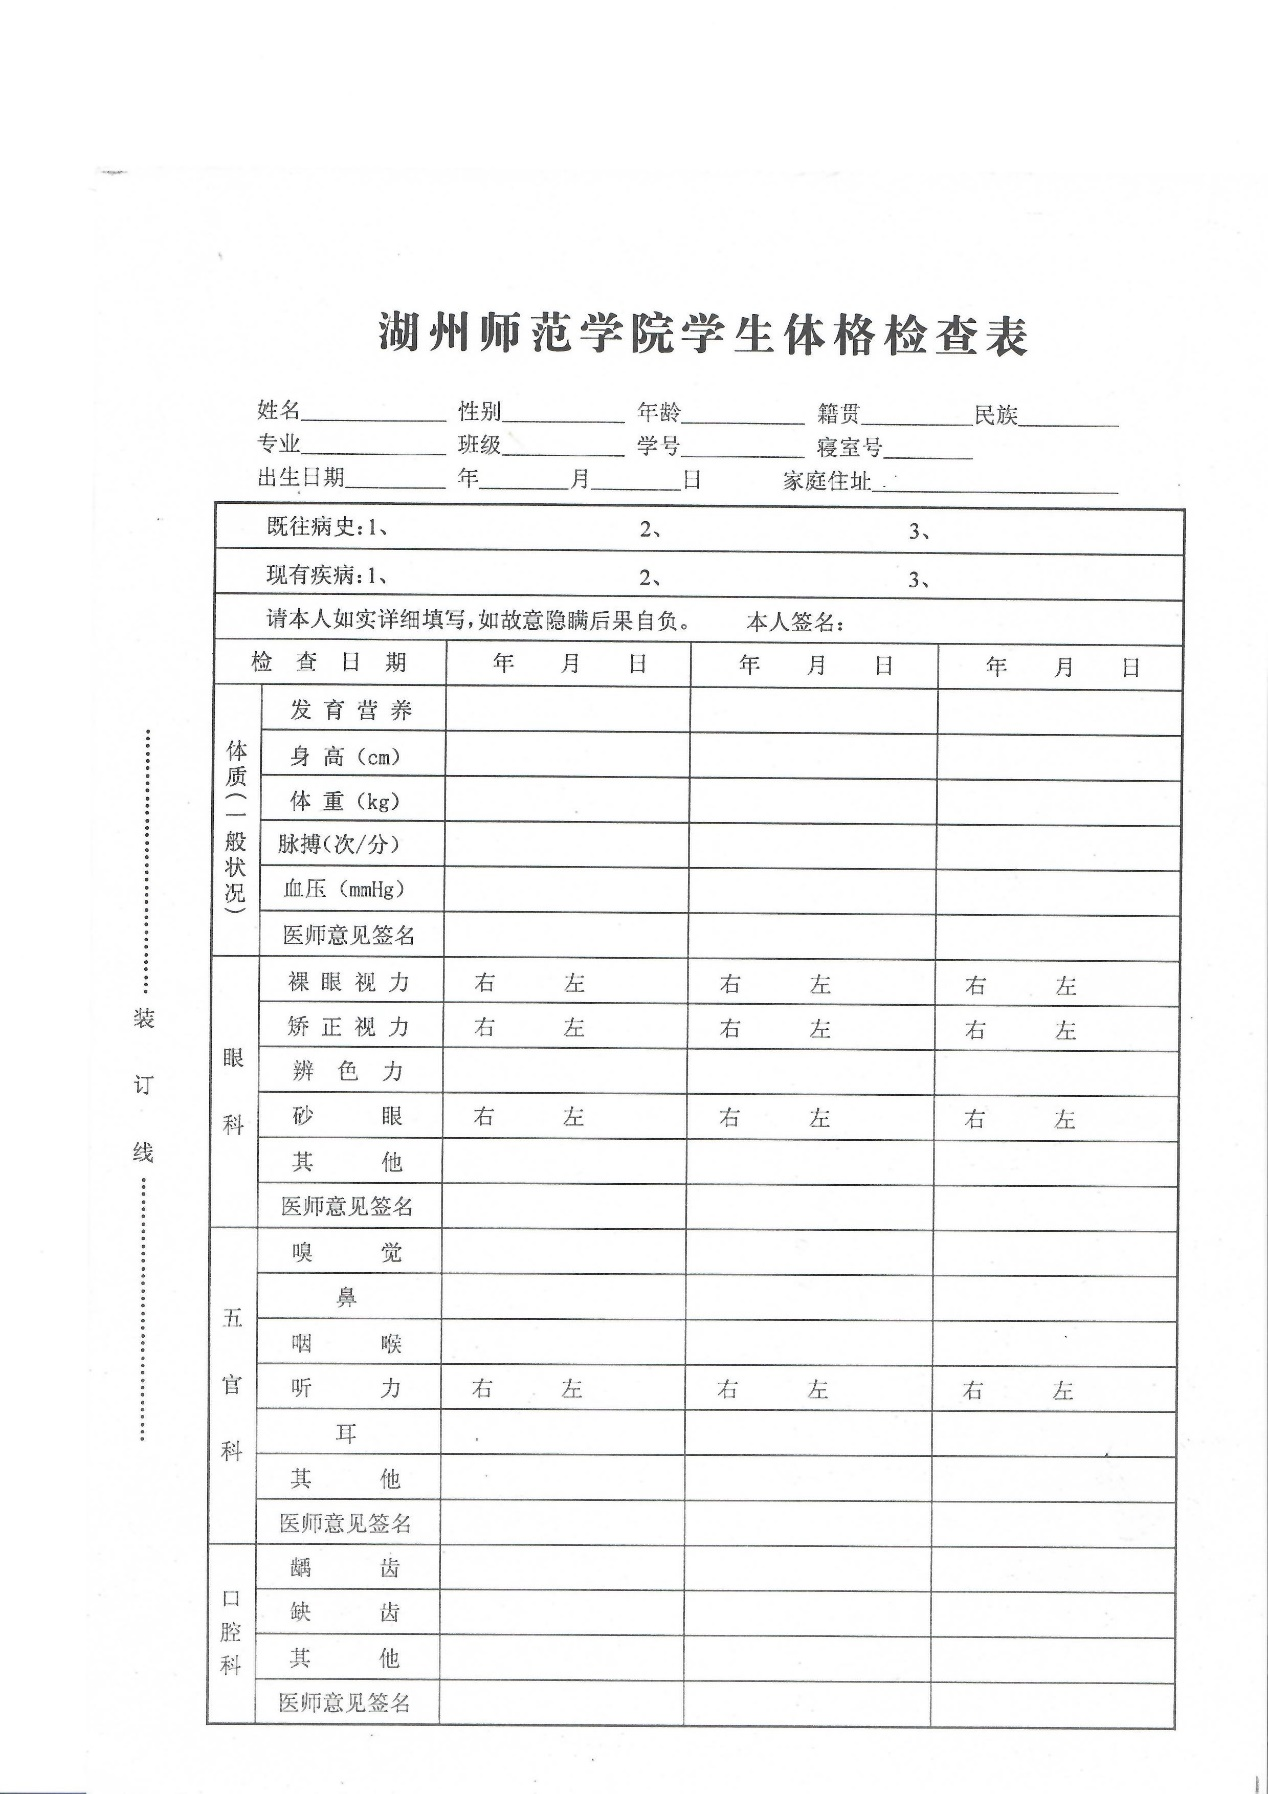 湖州师范学院学生体格检查表
姓名 性别 年龄 籍贯 民族
专业 班级 学号 寝室号
出生日期 年 月 日 家庭住址
既往病史:1、 2、 3、
现有疾病:1、 2、 3、
请本人如实详细填写,如故意隐瞒后果自负。 本人签名:
检查日期 年 月 日 年 月 日 年 月 日
体质(一般状况)
发育营养
身高(cm)
体重(kg)
脉搏(次/分)
血压(mmHg)
医师意见签名
眼科
裸眼视力 右 左 右 左 右 左
矫正视力 右 左 右 左 右 左
辨色力
砂眼 右 左 右 左 右 左
其他
医师意见签名
五官科
嗅觉
鼻
咽喉
听力 右 左 右 左 右 左
耳
其他
医师意见签名
口腔科
龋齿
缺齿
其他
医师意见签名
装订线